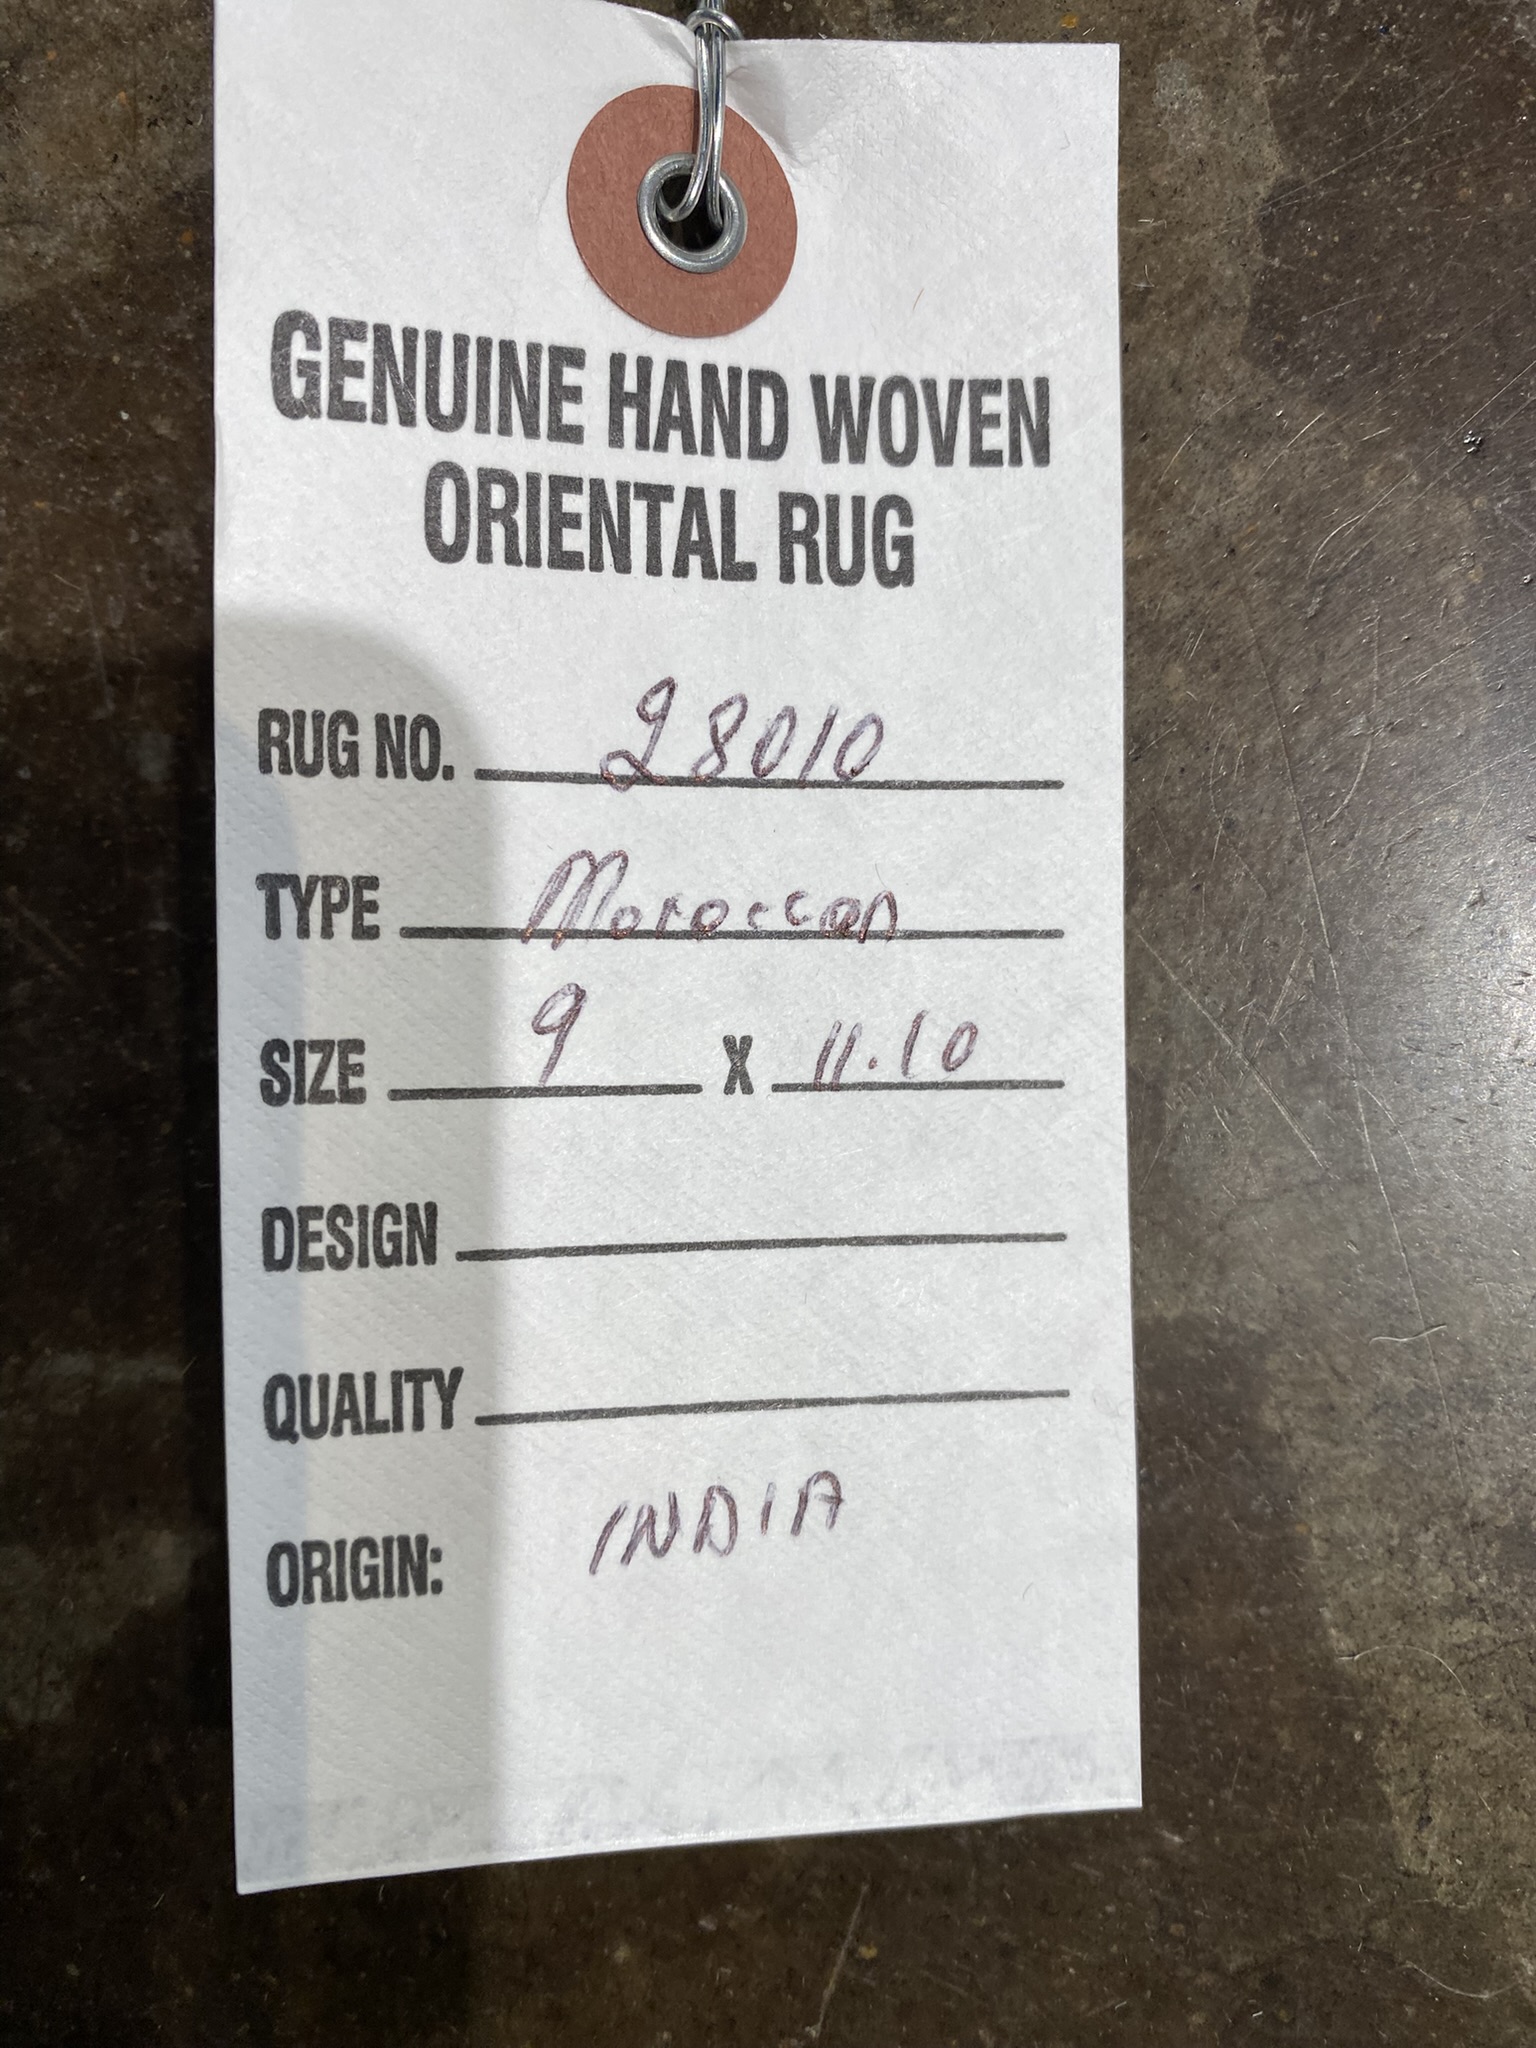 GENUINE HAND WOVEN
ORIENTAL RUG
RUG NO. 28010
TYPE Moroccan
SIZE 9 X 11.10
DESIGN
QUALITY
ORIGIN: INDIA